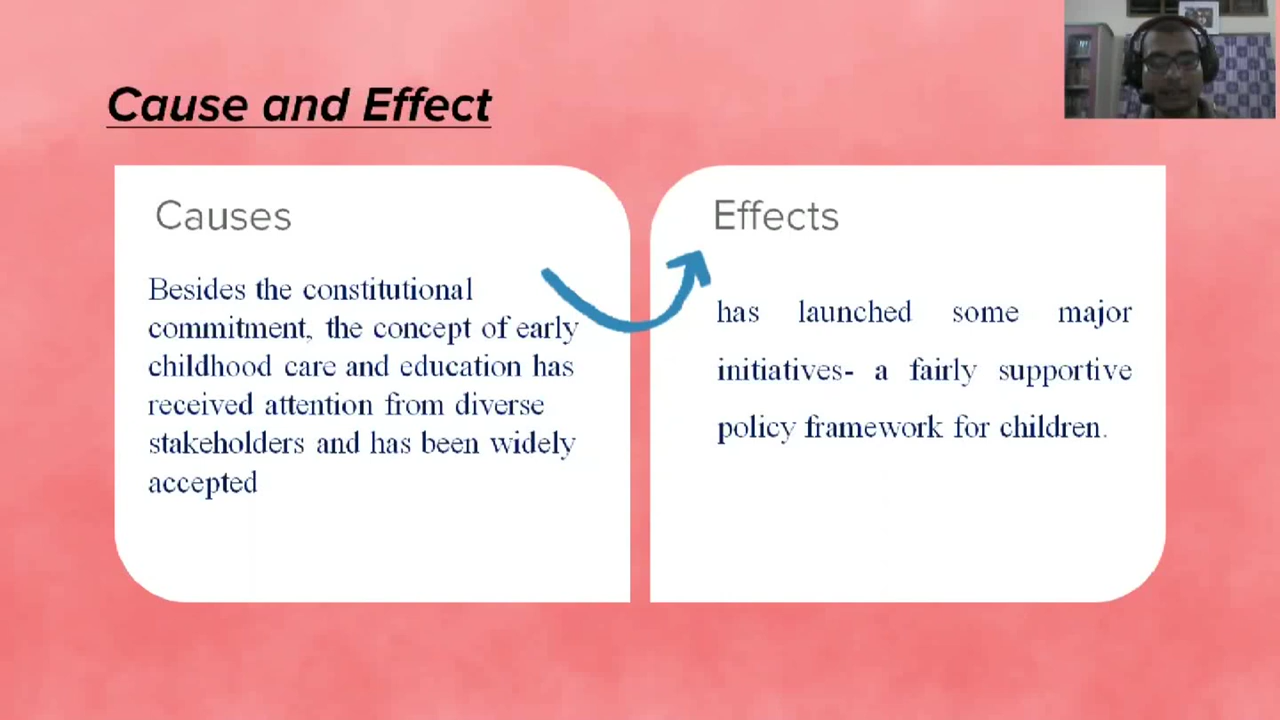 Cause and Effect
Causes
Besides the constitutional
commitment, the concept of early
childhood care and education has
received attention from diverse
stakeholders and has been widely
accepted
Effects
has launched some major
initiatives- a fairly supportive
policy framework for children.